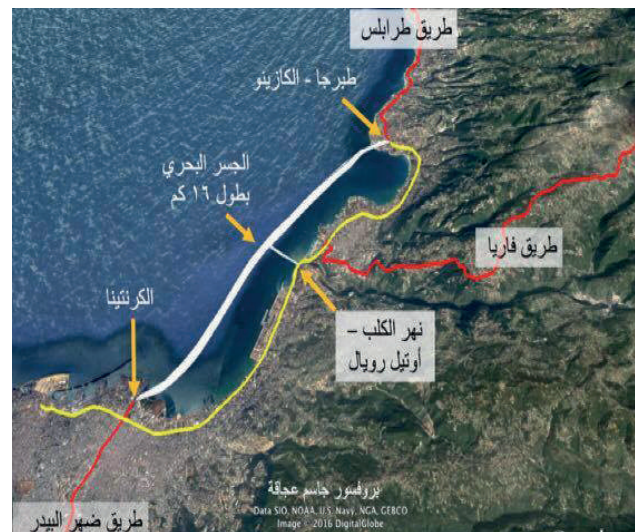 طريق طرابلس
طبرجا - الكازينو
الجسر البحري
بطول ١٦ كم
طريق فاريا
الكرنتينا
نهر الكلب –
أوتيل رويال
بروفسور جاسم عجاقة
Data SIO, NOAA, U.S. Navy, NGA, GEBCO
Image © 2016 DigitalGlobe
طريق ضهر البيدر